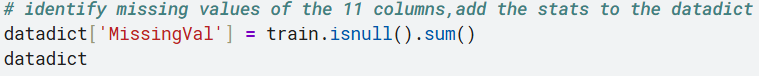 # identify missing values of the 11 columns,add the stats to the datadict
datadict['MissingVal'] = train.isnull().sum()
datadict